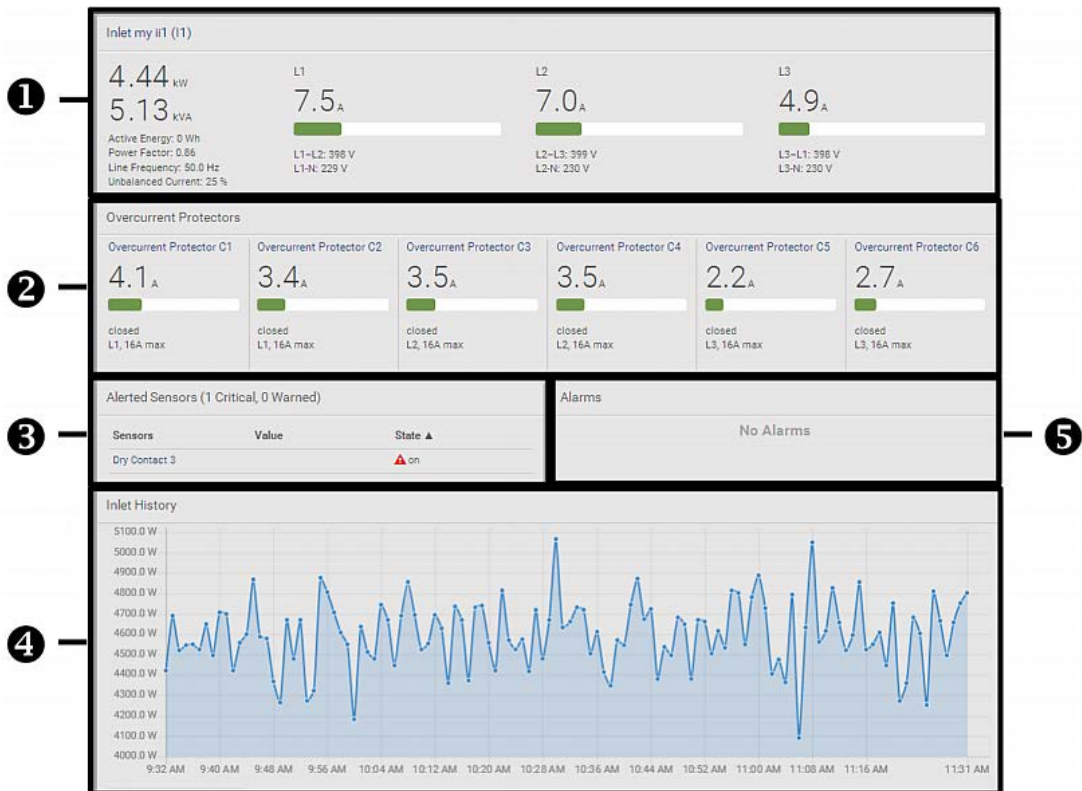 Inlet my ii1 (I1)
4.44 kW
5.13 kVA
Active Energy: 0 Wh
Power Factor: 0.86
Line Frequency: 50.0 Hz
Unbalanced Current: 25 %
L1
7.5 A
L1-L2: 398 V
L1-N: 229 V
L2
7.0 A
L2-L3: 399 V
L2-N: 230 V
L3
4.9 A
L3-L1: 398 V
L3-N: 230 V
❶
Overcurrent Protectors
Overcurrent Protector C1
4.1 A
closed
L1, 16A max
Overcurrent Protector C2
3.4 A
closed
L1, 16A max
Overcurrent Protector C3
3.5 A
closed
L2, 16A max
Overcurrent Protector C4
3.5 A
closed
L2, 16A max
Overcurrent Protector C5
2.2 A
closed
L3, 16A max
Overcurrent Protector C6
2.7 A
closed
L3, 16A max
❷
Alerted Sensors (1 Critical, 0 Warned)
Sensors Value State ▲
Dry Contact 3 on
❸
Alarms
No Alarms
❺
Inlet History
5100.0 W
5000.0 W
4900.0 W
4800.0 W
4700.0 W
4600.0 W
4500.0 W
4400.0 W
4300.0 W
4200.0 W
4100.0 W
4000.0 W
9:32 AM 9:40 AM 9:48 AM 9:56 AM 10:04 AM 10:12 AM 10:20 AM 10:28 AM 10:36 AM 10:44 AM 10:52 AM 11:00 AM 11:08 AM 11:16 AM 11:31 AM
❹